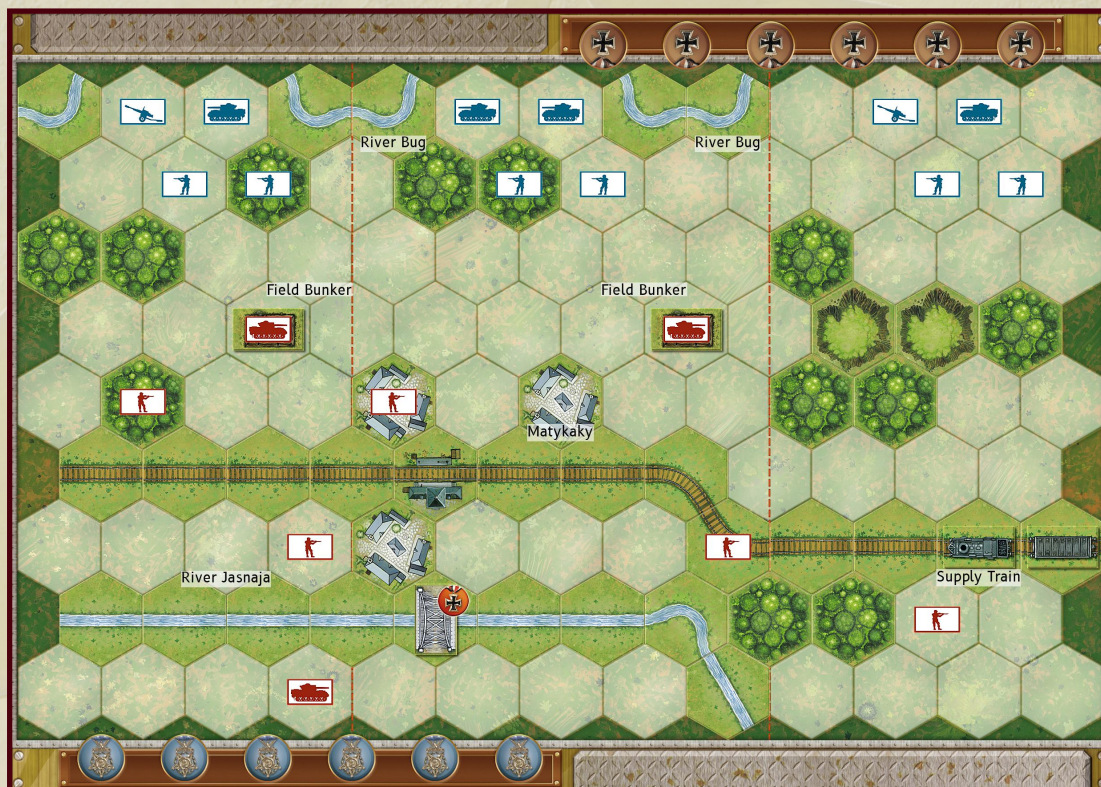 River Bug
River Bug
Field Bunker
Field Bunker
Matykaky
River Jasnaja
Supply Train